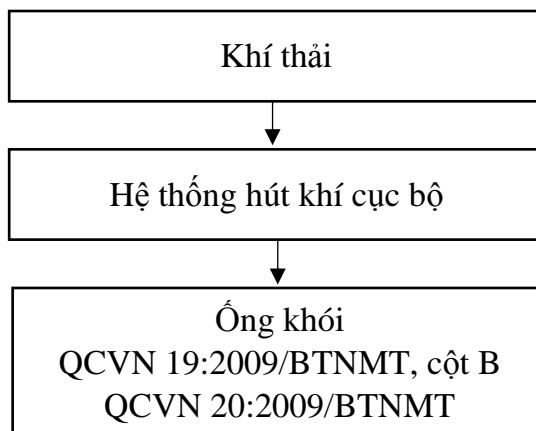 Khí thải
Hệ thống hút khí cục bộ
Ống khói
QCVN 19:2009/BTNMT, cột B
QCVN 20:2009/BTNMT